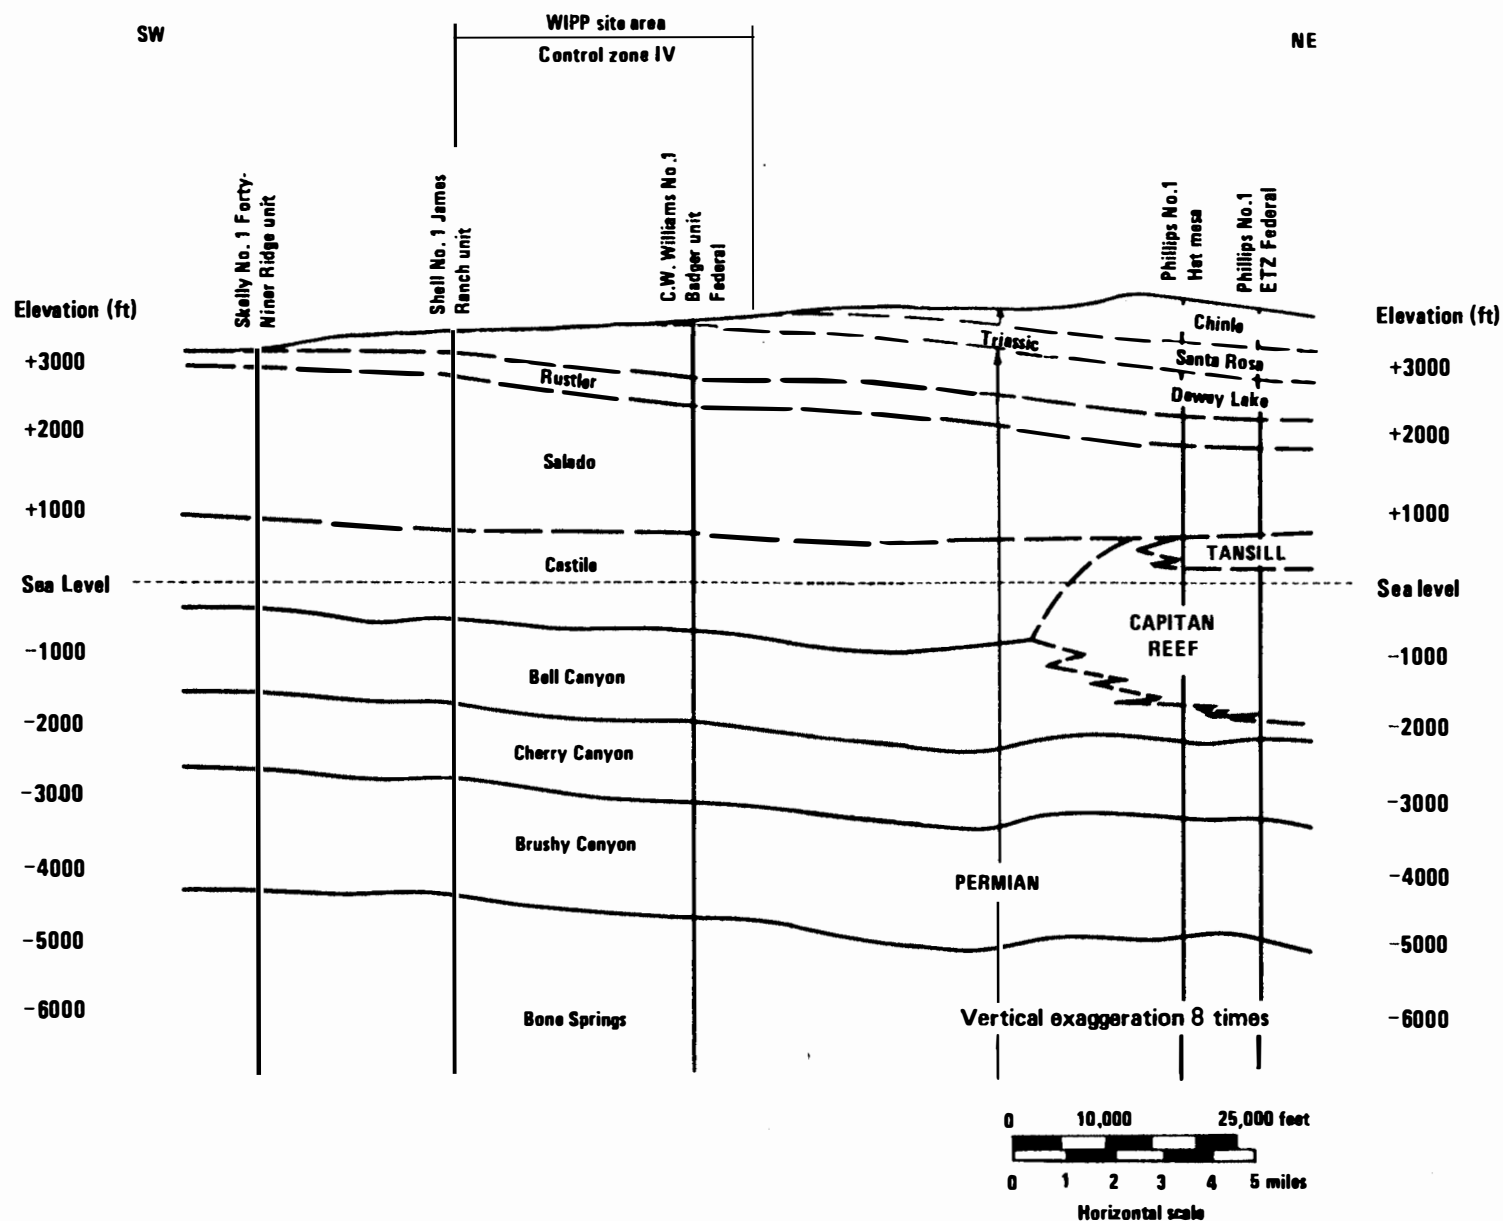 SW
WIPP site area
Control zone IV
NE
Skelly No. 1 Forty-
Niner Ridge unit
Shell No. 1 James
Ranch unit
C.W. Williams No.1
Badger unit
Federal
Phillips No.1
Hat mesa
Phillips No.1
ETZ Federal
Elevation (ft)
Elevation (ft)
+3000
+2000
+1000
Sea Level
-1000
-2000
-3000
-4000
-5000
-6000
Chinle
Triassic
Santa Rosa
Rustler
Dewey Lake
Salado
Castile
TANSILL
CAPITAN
REEF
Bell Canyon
Cherry Canyon
Brushy Canyon
PERMIAN
Bone Springs
Vertical exaggeration 8 times
+3000
+2000
+1000
Sea level
-1000
-2000
-3000
-4000
-5000
-6000
0 10,000 25,000 feet
0 1 2 3 4 5 miles
Horizontal scale